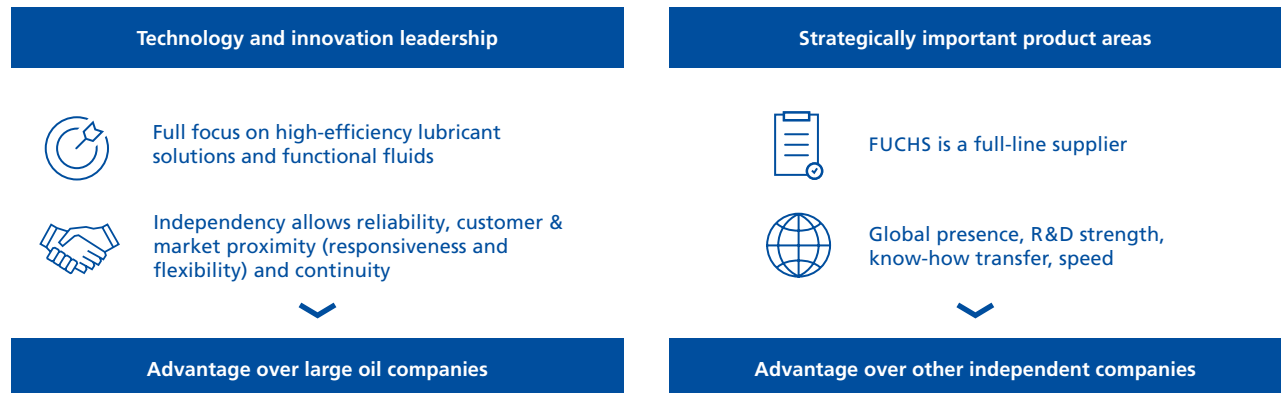 Technology and innovation leadership
Full focus on high-efficiency lubricant
solutions and functional fluids
Independency allows reliability, customer &
market proximity (responsiveness and
flexibility) and continuity
Advantage over large oil companies
Strategically important product areas
FUCHS is a full-line supplier
Global presence, R&D strength,
know-how transfer, speed
Advantage over other independent companies